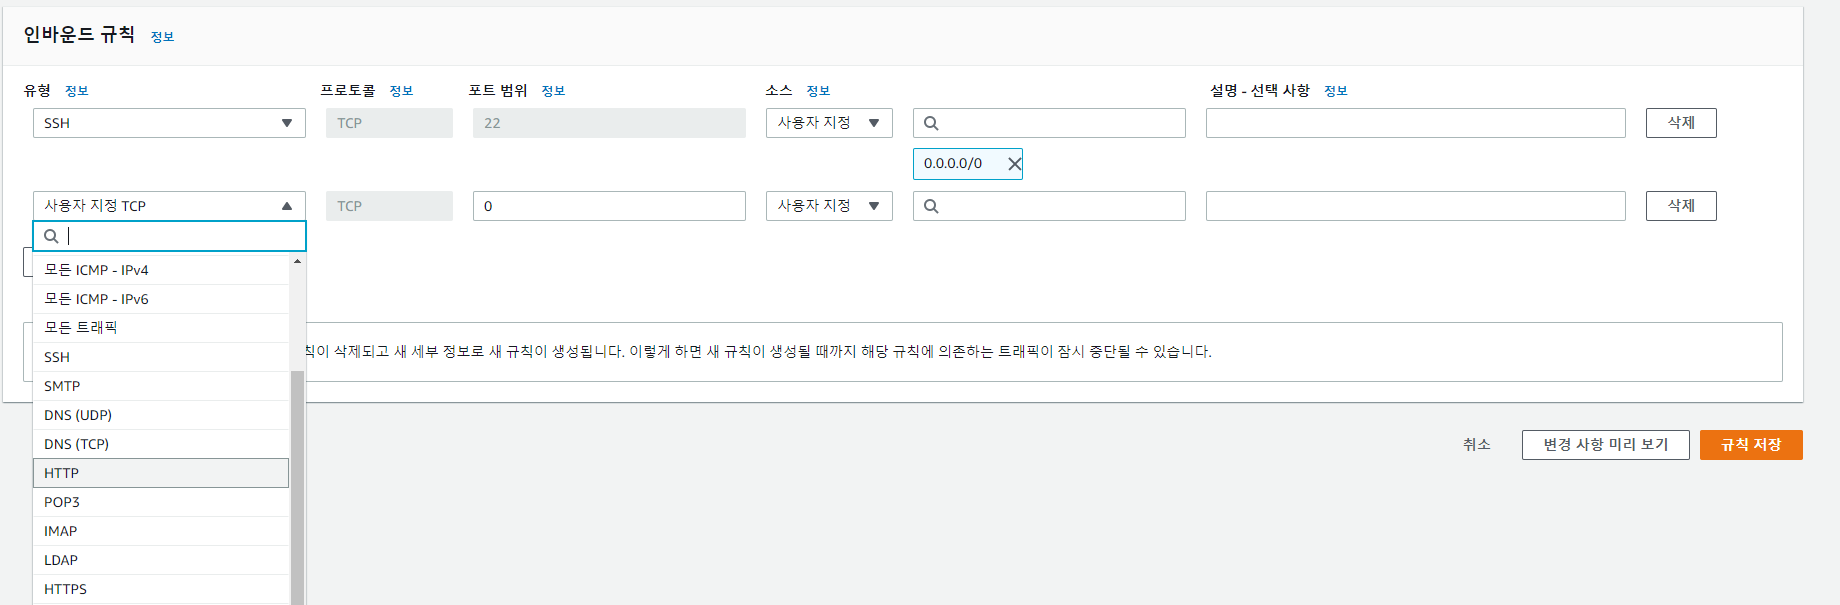 인바운드 규칙 정보
유형 정보 프로토콜 정보 포트 범위 정보 소스 정보 설명 - 선택 사항 정보
SSH TCP 22 사용자 지정 삭제
0.0.0.0/0
사용자 지정 TCP TCP 0 사용자 지정 삭제
모든 ICMP - IPv4
모든 ICMP - IPv6
모든 트래픽
칙이 삭제되고 새 세부 정보로 새 규칙이 생성됩니다. 이렇게 하면 새 규칙이 생성될 때까지 해당 규칙에 의존하는 트래픽이 잠시 중단될 수 있습니다.
SSH
SMTP
DNS (UDP)
DNS (TCP)
취소 변경 사항 미리 보기 규칙 저장
HTTP
POP3
IMAP
LDAP
HTTPS